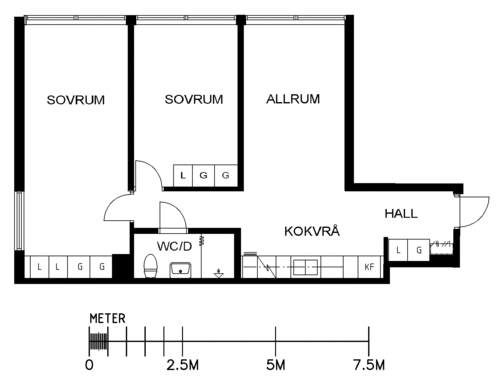 SOVRUM SOVRUM ALLRUM
L G G
HALL
KOKVRÅ
WC/D
L G
L L G G
KF
METER
0 2.5M 5M 7.5M